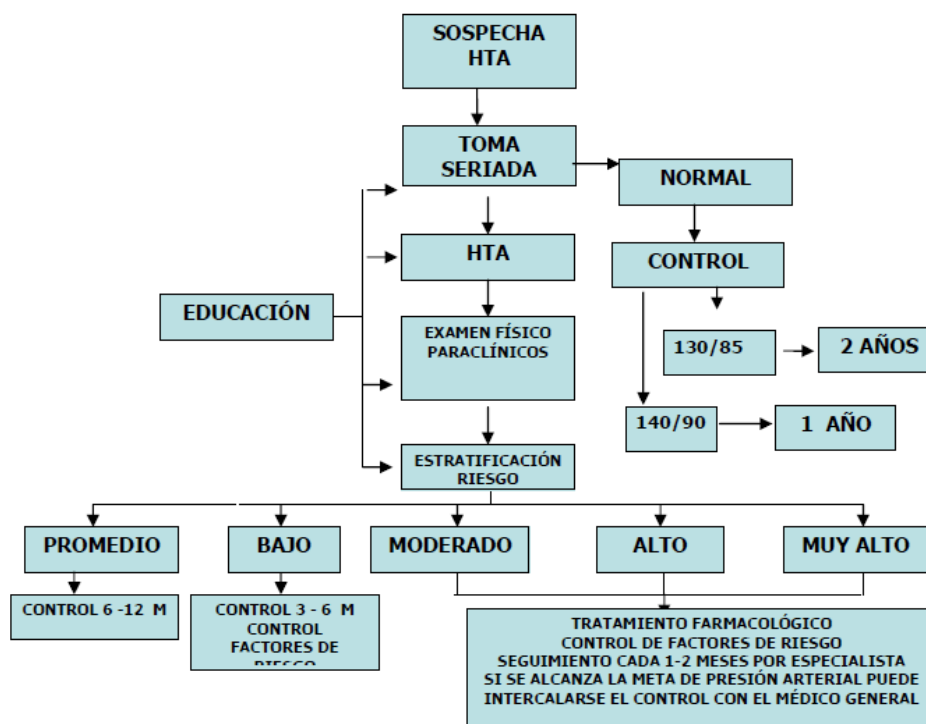 SOSPECHA
HTA
TOMA
SERIADA
NORMAL
HTA
CONTROL
EDUCACIÓN
EXAMEN FÍSICO
PARACLÍNICOS
130/85
2 AÑOS
140/90
1 AÑO
ESTRATIFICACIÓN
RIESGO
PROMEDIO
BAJO
MODERADO
ALTO
MUY ALTO
CONTROL 6 -12 M
CONTROL 3 - 6 M
CONTROL
FACTORES DE
RIESGO
TRATAMIENTO FARMACOLÓGICO
CONTROL DE FACTORES DE RIESGO
SEGUIMIENTO CADA 1-2 MESES POR ESPECIALISTA
SI SE ALCANZA LA META DE PRESIÓN ARTERIAL PUEDE
INTERCALARSE EL CONTROL CON EL MÉDICO GENERAL